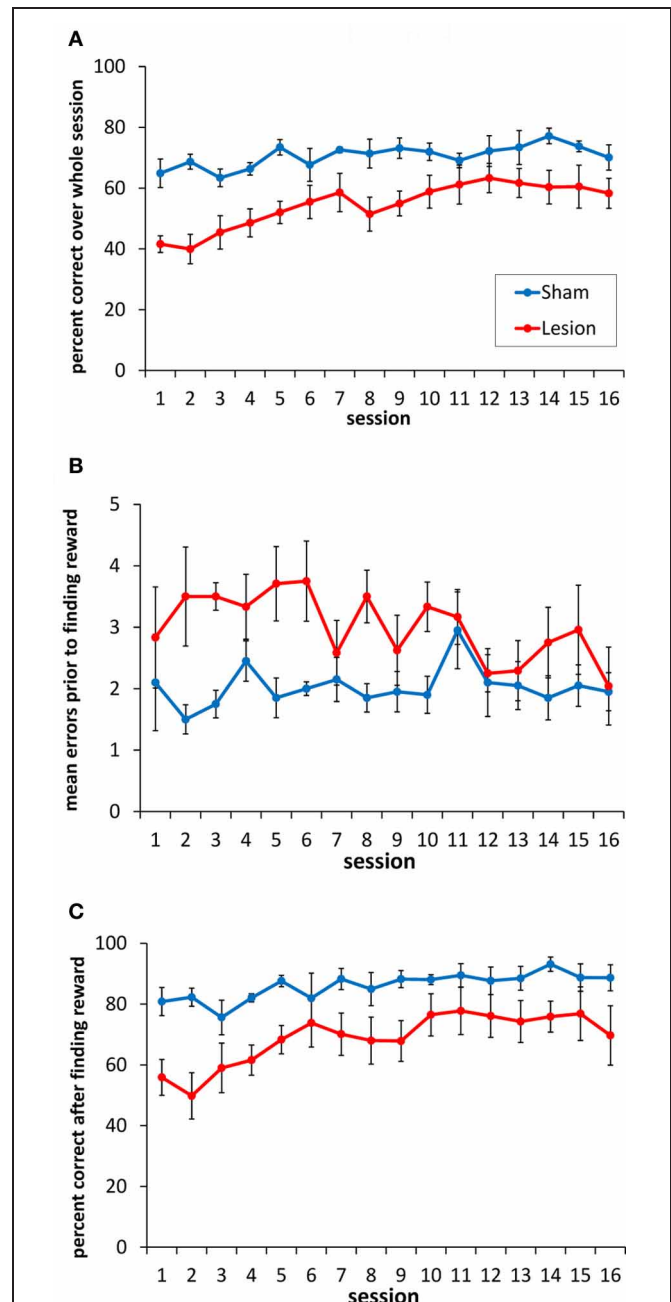 A
percent correct over whole session
100
80
60
40
20
0
Sham
Lesion
1 2 3 4 5 6 7 8 9 10 11 12 13 14 15 16
session
B
mean errors prior to finding reward
5
4
3
2
1
0
1 2 3 4 5 6 7 8 9 10 11 12 13 14 15 16
session
C
percent correct after finding reward
100
80
60
40
20
0
1 2 3 4 5 6 7 8 9 10 11 12 13 14 15 16
session